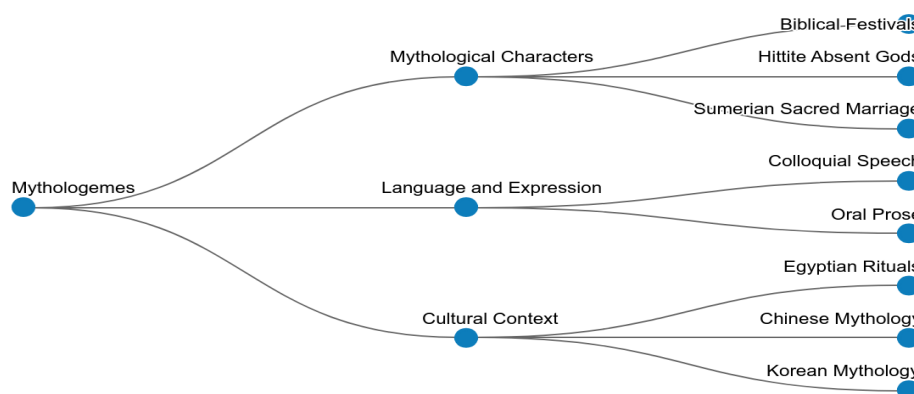 Mythologemes
Mythological Characters
Biblical Festivals
Hittite Absent Gods
Sumerian Sacred Marriage
Language and Expression
Colloquial Speech
Oral Prose
Cultural Context
Egyptian Rituals
Chinese Mythology
Korean Mythology